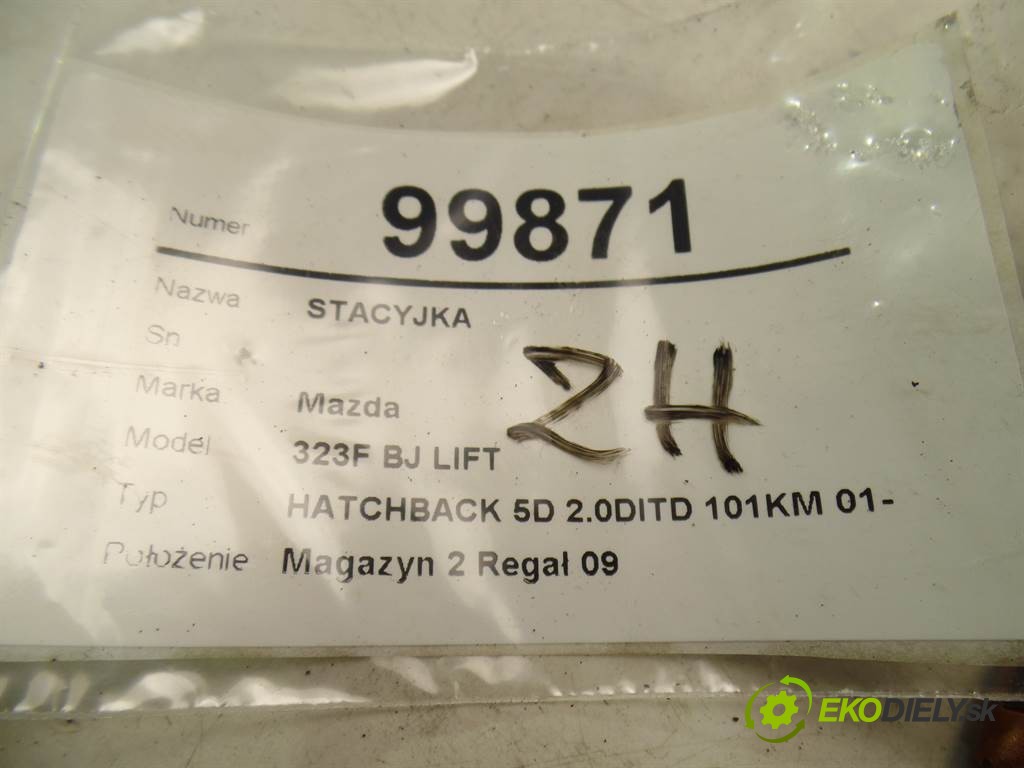 Numer 99871
Nazwa STACYJKA
Sn
Marka Mazda
2H
Model 323F BJ LIFT
Typ HATCHBACK 5D 2.0DITD 101KM 01-
Położenie Magazyn 2 Regał 09
EKODIELY.sk